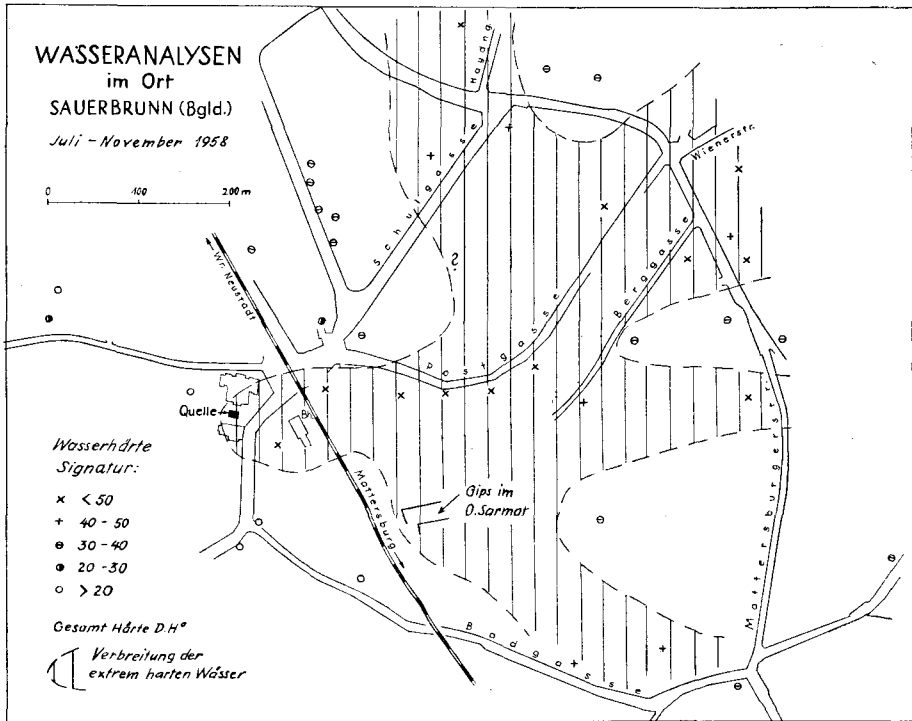 WASSERANALYSEN
im Ort
SAUERBRUNN (Bgld.)
Juli - November 1958
0 100 200 m
Haydng.
Schulgasse
Wienerstr.
Berggasse
?
Wr. Neustadt
Postgasse
Quelle
Br.
Mattersburg
Gips im
O. Sarmat
Mattersburgerstr.
Badgasse
Wasserhärte
Signatur:
x < 50
+ 40 - 50
⊖ 30 - 40
◑ 20 - 30
○ > 20
Gesamt Härte D.H°
Verbreitung der
extrem harten Wässer